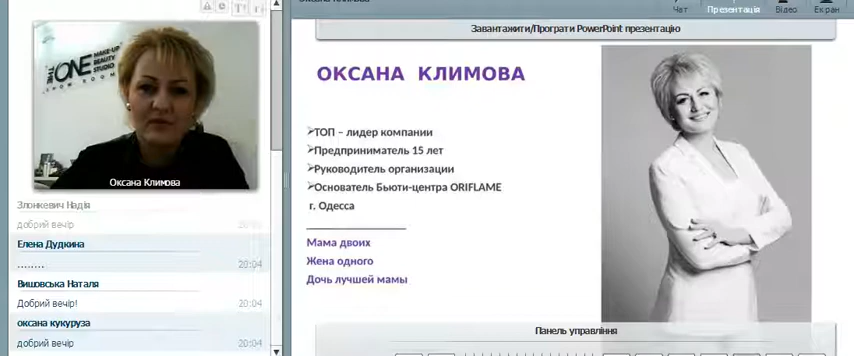 Чат
Презентація
Відео
Екран
Завантажити/Програти PowerPoint презентацію
THE ONE MAKE-UP
BEAUTY
STUDIO
SHOW ROOM
Оксана Климова
Злонкевич Надія
добрий вечір
Елена Дудкина
........
20:04
Вишовська Наталя
Добрий вечір!
20:04
оксана кукуруза
добрий вечір
20:04
ОКСАНА КЛИМОВА
➢ТОП – лидер компании
➢Предприниматель 15 лет
➢Руководитель организации
➢Основатель Бьюти-центра ORIFLAME
г. Одесса
Мама двоих
Жена одного
Дочь лучшей мамы
Панель управління